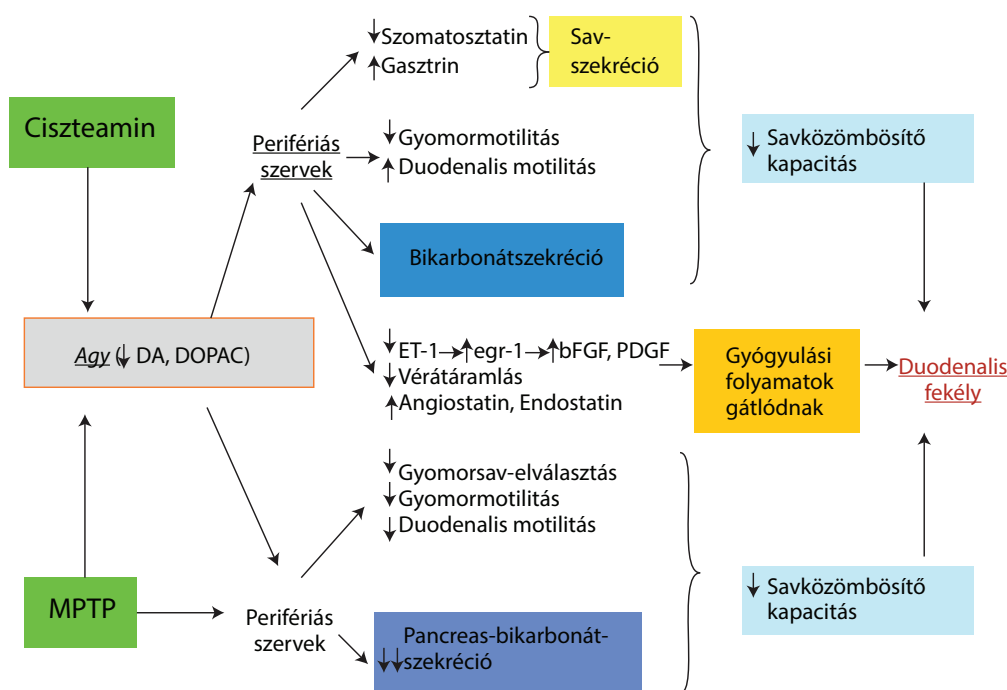 ↓Szomatosztatin
↑Gasztrin
Sav-
szekréció
Ciszteamin
Perifériás
szervek
↓Gyomormotilitás
↑Duodenalis motilitás
↓ Savközömbösítő
kapacitás
Bikarbonátszekréció
Agy (↓ DA, DOPAC)
↓ET-1→↑egr-1→↑bFGF, PDGF
↓Vérátáramlás
↑Angiostatin, Endostatin
Gyógyulási
folyamatok
gátlódnak
Duodenalis
fekély
↓Gyomorsav-elválasztás
↓Gyomormotilitás
↓Duodenalis motilitás
MPTP
Perifériás
szervek
↓↓Pancreas-bikarbonát-
szekréció
↓ Savközömbösítő
kapacitás